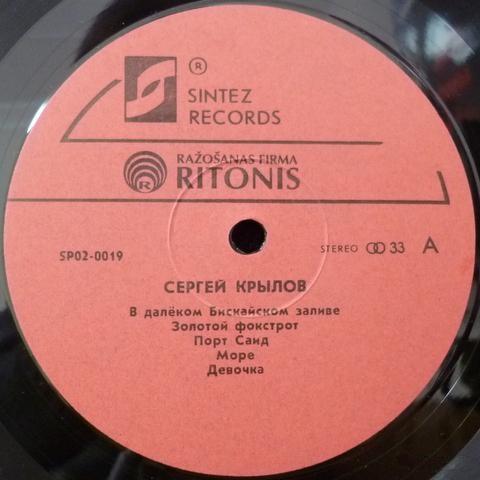 ®
SINTEZ
RECORDS
RAŽOŠANAS FIRMA
RITONIS
R
SP02-0019
STEREO 33 A
СЕРГЕЙ КРЫЛОВ
В далёком Бискайском заливе
Золотой фокстрот
Порт Саид
Море
Девочка